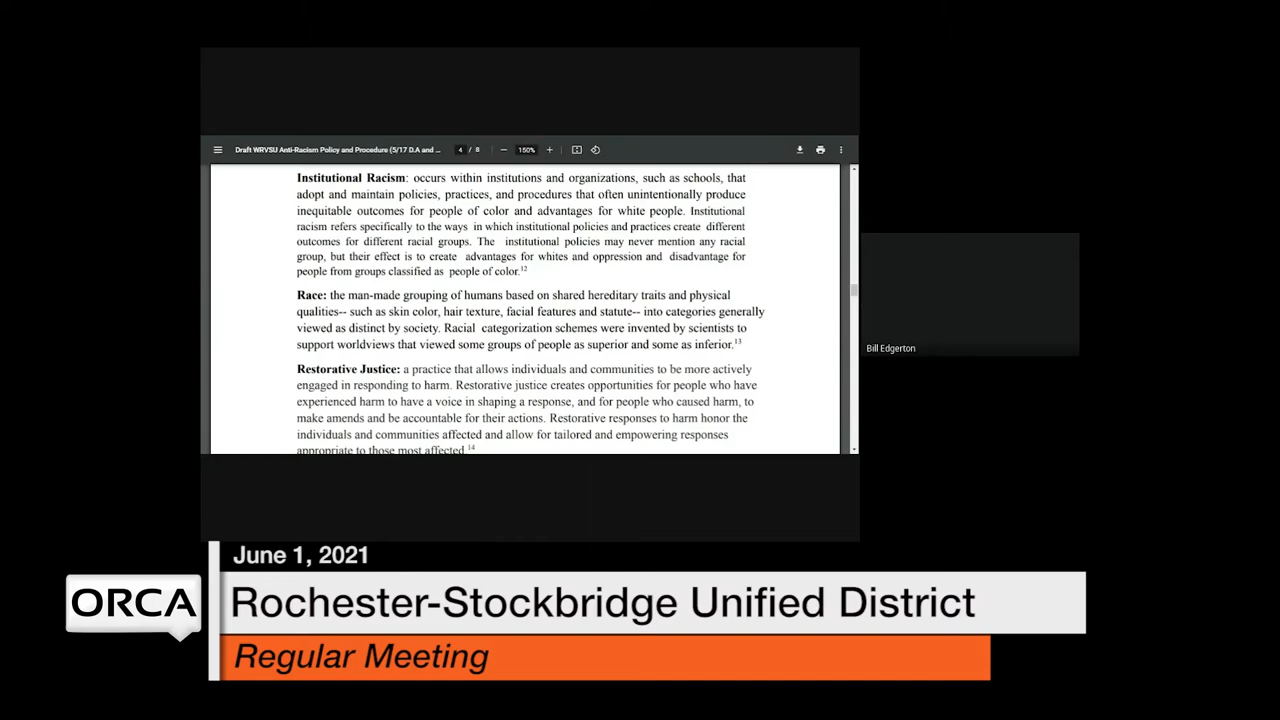 Draft WRVSU Anti-Racism Policy and Procedure (5/17 D.A and ...
4 / 8
150%
Institutional Racism: occurs within institutions and organizations, such as schools, that
adopt and maintain policies, practices, and procedures that often unintentionally produce
inequitable outcomes for people of color and advantages for white people. Institutional
racism refers specifically to the ways in which institutional policies and practices create different
outcomes for different racial groups. The institutional policies may never mention any racial
group, but their effect is to create advantages for whites and oppression and disadvantage for
people from groups classified as people of color.12
Race: the man-made grouping of humans based on shared hereditary traits and physical
qualities-- such as skin color, hair texture, facial features and statute-- into categories generally
viewed as distinct by society. Racial categorization schemes were invented by scientists to
support worldviews that viewed some groups of people as superior and some as inferior.13
Restorative Justice: a practice that allows individuals and communities to be more actively
engaged in responding to harm. Restorative justice creates opportunities for people who have
experienced harm to have a voice in shaping a response, and for people who caused harm, to
make amends and be accountable for their actions. Restorative responses to harm honor the
individuals and communities affected and allow for tailored and empowering responses
appropriate to those most affected.14
Bill Edgerton
June 1, 2021
ORCA
Rochester-Stockbridge Unified District
Regular Meeting